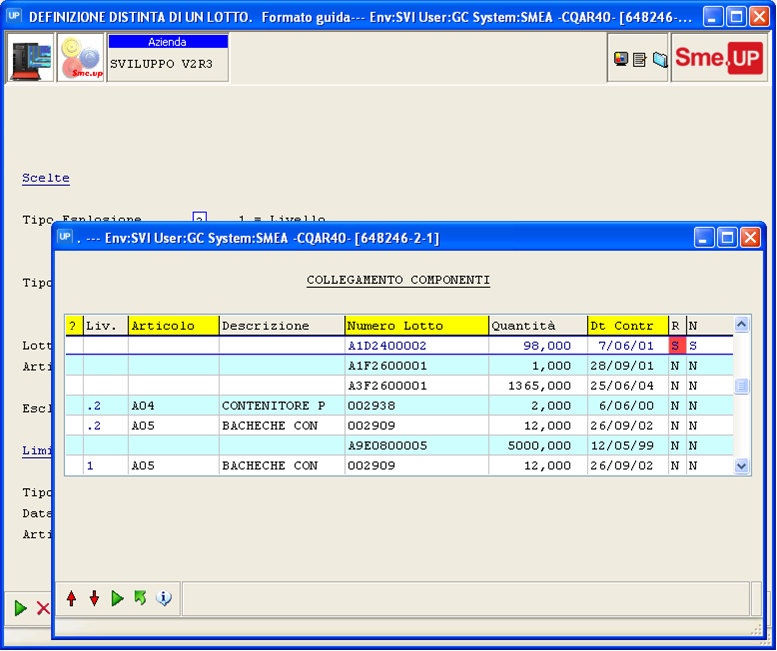 UP DEFINIZIONE DISTINTA DI UN LOTTO. Formato guida--- Env:SVI User:GC System:SMEA -CQAR40- [648246-...
Azienda
Sme.up SVILUPPO V2R3 Sme.UP
Scelte
Tipo Esplosione 1 = Livello
UP . --- Env:SVI User:GC System:SMEA -CQAR40- [648246-2-1]
Tipo
COLLEGAMENTO COMPONENTI
? Liv. Articolo Descrizione Numero Lotto Quantità Dt Contr R N
Lott A1D2400002 98,000 7/06/01 S S
Arti A1F2600001 1,000 28/09/01 N N
A3F2600001 1365,000 25/06/04 N N
Escl .2 A04 CONTENITORE P 002938 2,000 6/06/00 N N
.2 A05 BACHECHE CON 002909 12,000 26/09/02 N N
Limi A9E0800005 5000,000 12/05/99 N N
1 A05 BACHECHE CON 002909 12,000 26/09/02 N N
Tipo
Data
Arti